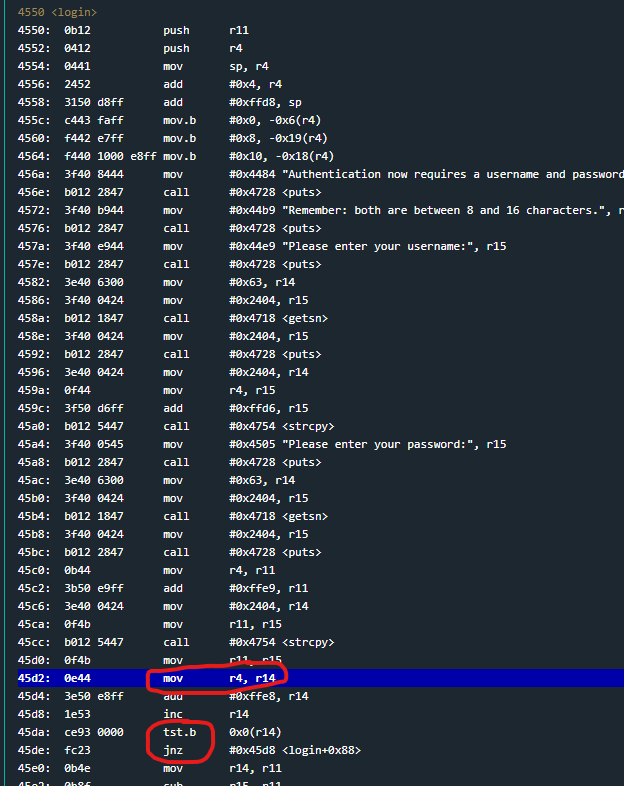 4550 <login>
4550: 0b12 push r11
4552: 0412 push r4
4554: 0441 mov sp, r4
4556: 2452 add #0x4, r4
4558: 3150 d8ff add #0xffd8, sp
455c: c443 faff mov.b #0x0, -0x6(r4)
4560: f442 e7ff mov.b #0x8, -0x19(r4)
4564: f440 1000 e8ff mov.b #0x10, -0x18(r4)
456a: 3f40 8444 mov #0x4484 "Authentication now requires a username and password
456e: b012 2847 call #0x4728 <puts>
4572: 3f40 b944 mov #0x44b9 "Remember: both are between 8 and 16 characters.", r
4576: b012 2847 call #0x4728 <puts>
457a: 3f40 e944 mov #0x44e9 "Please enter your username:", r15
457e: b012 2847 call #0x4728 <puts>
4582: 3e40 6300 mov #0x63, r14
4586: 3f40 0424 mov #0x2404, r15
458a: b012 1847 call #0x4718 <getsn>
458e: 3f40 0424 mov #0x2404, r15
4592: b012 2847 call #0x4728 <puts>
4596: 3e40 0424 mov #0x2404, r14
459a: 0f44 mov r4, r15
459c: 3f50 d6ff add #0xffd6, r15
45a0: b012 5447 call #0x4754 <strcpy>
45a4: 3f40 0545 mov #0x4505 "Please enter your password:", r15
45a8: b012 2847 call #0x4728 <puts>
45ac: 3e40 6300 mov #0x63, r14
45b0: 3f40 0424 mov #0x2404, r15
45b4: b012 1847 call #0x4718 <getsn>
45b8: 3f40 0424 mov #0x2404, r15
45bc: b012 2847 call #0x4728 <puts>
45c0: 0b44 mov r4, r11
45c2: 3b50 e9ff add #0xffe9, r11
45c6: 3e40 0424 mov #0x2404, r14
45ca: 0f4b mov r11, r15
45cc: b012 5447 call #0x4754 <strcpy>
45d0: 0f4b mov r11, r15
45d2: 0e44 mov r4, r14
45d4: 3e50 e8ff add #0xffe8, r14
45d8: 1e53 inc r14
45da: ce93 0000 tst.b 0x0(r14)
45de: fc23 jnz #0x45d8 <login+0x88>
45e0: 0b4e mov r14, r11
45e2: 0b8f sub r15, r11